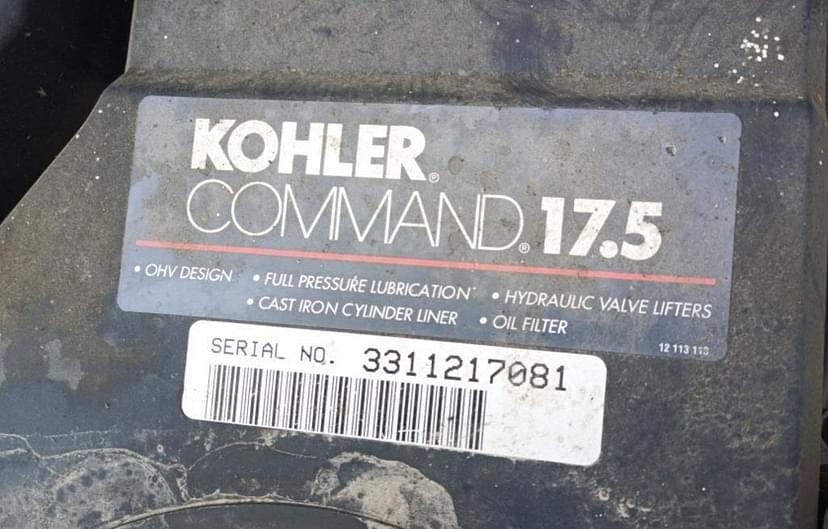 KOHLER®
COMMAND® 17.5
• OHV DESIGN • FULL PRESSURE LUBRICATION • HYDRAULIC VALVE LIFTERS
• CAST IRON CYLINDER LINER • OIL FILTER
12 113 113
SERIAL NO. 3311217081